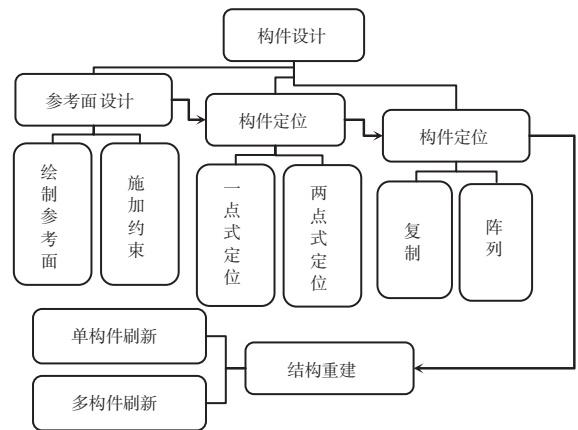 构件设计
参考面设计
构件定位
构件定位
绘制参考面
施加约束
一点式定位
两点式定位
复制
阵列
单构件刷新
结构重建
多构件刷新